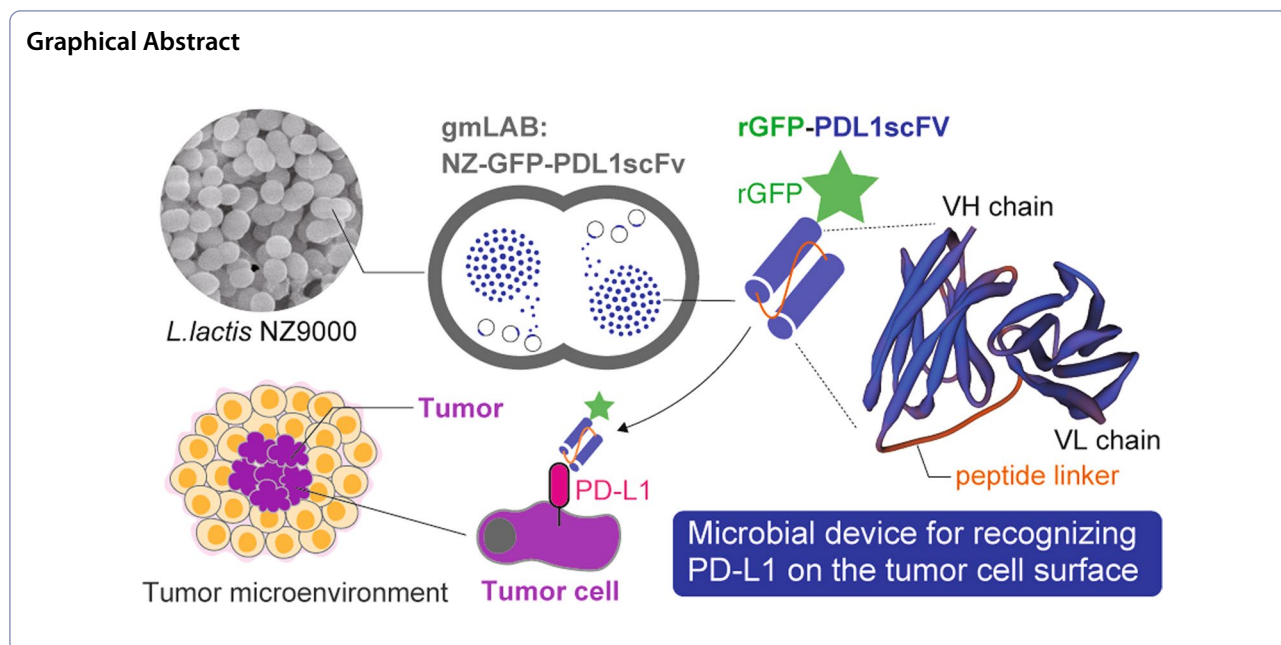 Graphical Abstract
gmLAB:
NZ-GFP-PDL1scFv
rGFP-PDL1scFV
rGFP
VH chain
L.lactis NZ9000
VL chain
peptide linker
Tumor
PD-L1
Tumor microenvironment
Tumor cell
Microbial device for recognizing
PD-L1 on the tumor cell surface